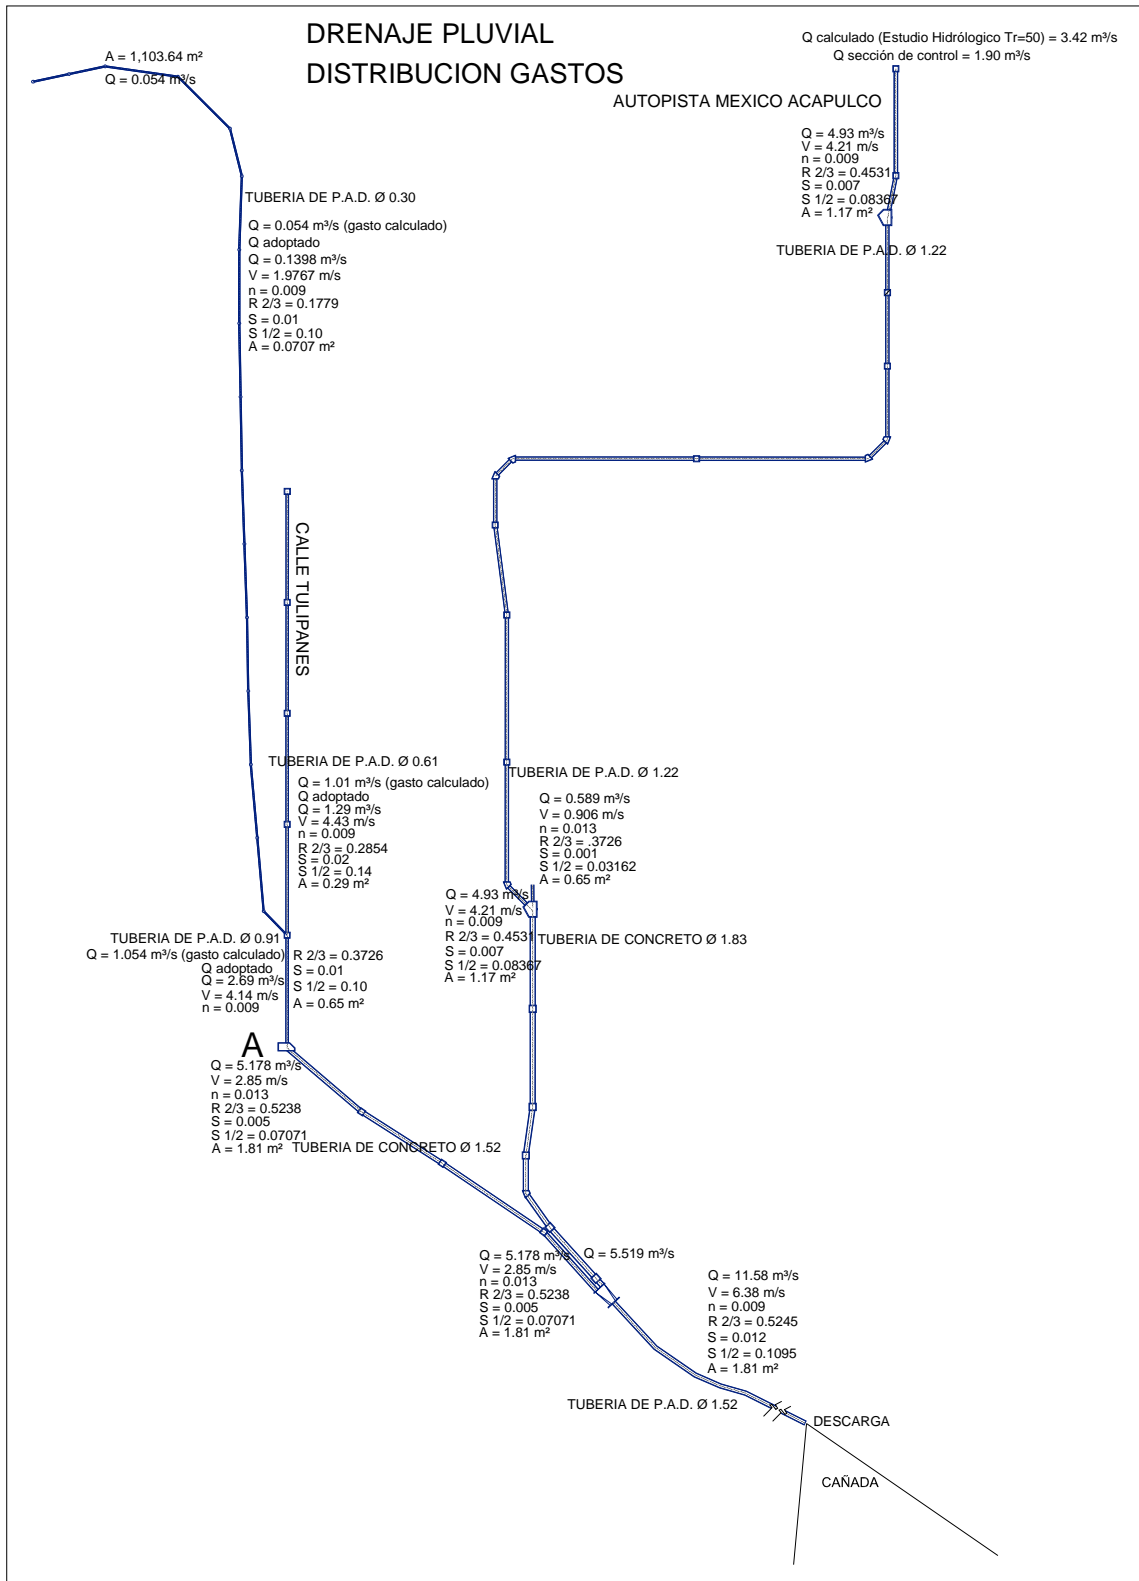 DRENAJE PLUVIAL
DISTRIBUCION GASTOS
A = 1,103.64 m²
Q = 0.054 m³/s
Q calculado (Estudio Hidrólogico Tr=50) = 3.42 m³/s
Q sección de control = 1.90 m³/s
AUTOPISTA MEXICO ACAPULCO
Q = 4.93 m³/s
V = 4.21 m/s
n = 0.009
R 2/3 = 0.4531
S = 0.007
S 1/2 = 0.08367
A = 1.17 m²
TUBERIA DE P.A.D. Ø 1.22
TUBERIA DE P.A.D. Ø 0.30
Q = 0.054 m³/s (gasto calculado)
Q adoptado
Q = 0.1398 m³/s
V = 1.9767 m/s
n = 0.009
R 2/3 = 0.1779
S = 0.01
S 1/2 = 0.10
A = 0.0707 m²
CALLE TULIPANES
TUBERIA DE P.A.D. Ø 0.61
Q = 1.01 m³/s (gasto calculado)
Q adoptado
Q = 1.29 m³/s
V = 4.43 m/s
n = 0.009
R 2/3 = 0.2854
S = 0.02
S 1/2 = 0.14
A = 0.29 m²
TUBERIA DE P.A.D. Ø 1.22
Q = 0.589 m³/s
V = 0.906 m/s
n = 0.013
R 2/3 = .3726
S = 0.001
S 1/2 = 0.03162
A = 0.65 m²
Q = 4.93 m³/s
V = 4.21 m/s
n = 0.009
R 2/3 = 0.4531
S = 0.007
S 1/2 = 0.08367
A = 1.17 m²
TUBERIA DE CONCRETO Ø 1.83
TUBERIA DE P.A.D. Ø 0.91
Q = 1.054 m³/s (gasto calculado)
Q adoptado
Q = 2.69 m³/s
V = 4.14 m/s
n = 0.009
R 2/3 = 0.3726
S = 0.01
S 1/2 = 0.10
A = 0.65 m²
A
Q = 5.178 m³/s
V = 2.85 m/s
n = 0.013
R 2/3 = 0.5238
S = 0.005
S 1/2 = 0.07071
A = 1.81 m²
TUBERIA DE CONCRETO Ø 1.52
Q = 5.178 m³/s
V = 2.85 m/s
n = 0.013
R 2/3 = 0.5238
S = 0.005
S 1/2 = 0.07071
A = 1.81 m²
Q = 5.519 m³/s
Q = 11.58 m³/s
V = 6.38 m/s
n = 0.009
R 2/3 = 0.5245
S = 0.012
S 1/2 = 0.1095
A = 1.81 m²
TUBERIA DE P.A.D. Ø 1.52
DESCARGA
CAÑADA